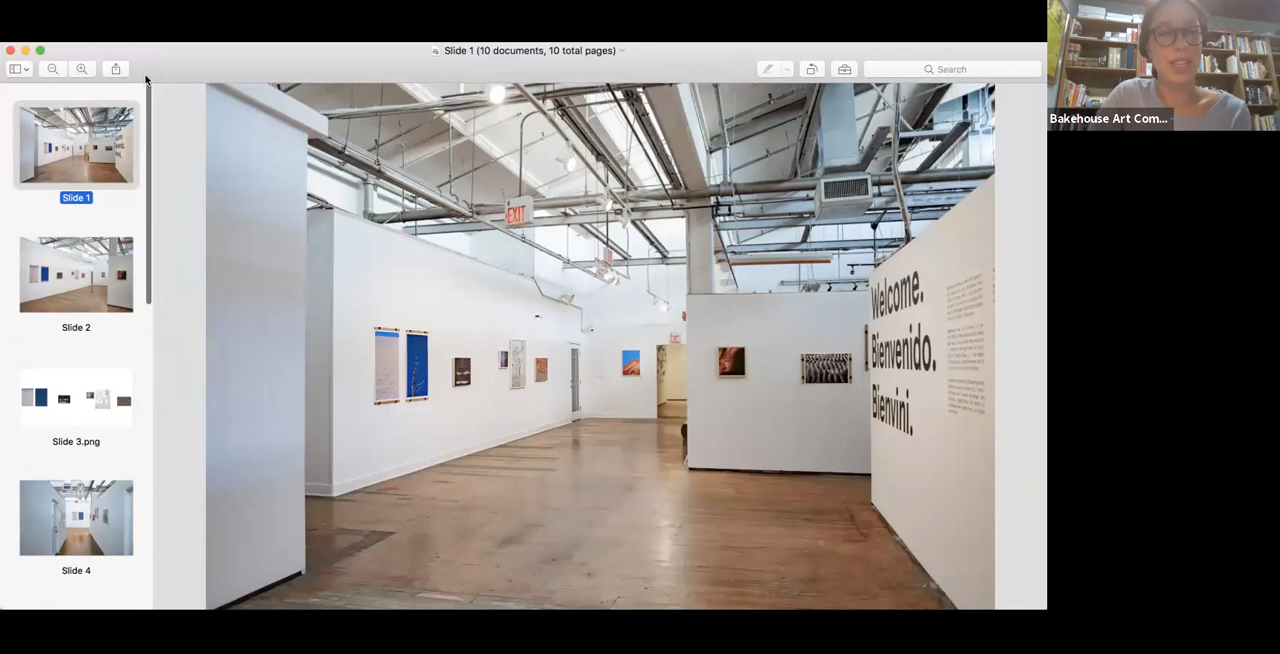 Slide 1 (10 documents, 10 total pages)
Search
Bakehouse Art Com...
Slide 1
Slide 2
Slide 3.png
Slide 4
EXIT
Welcome.
Bienvenido.
Bienvini.